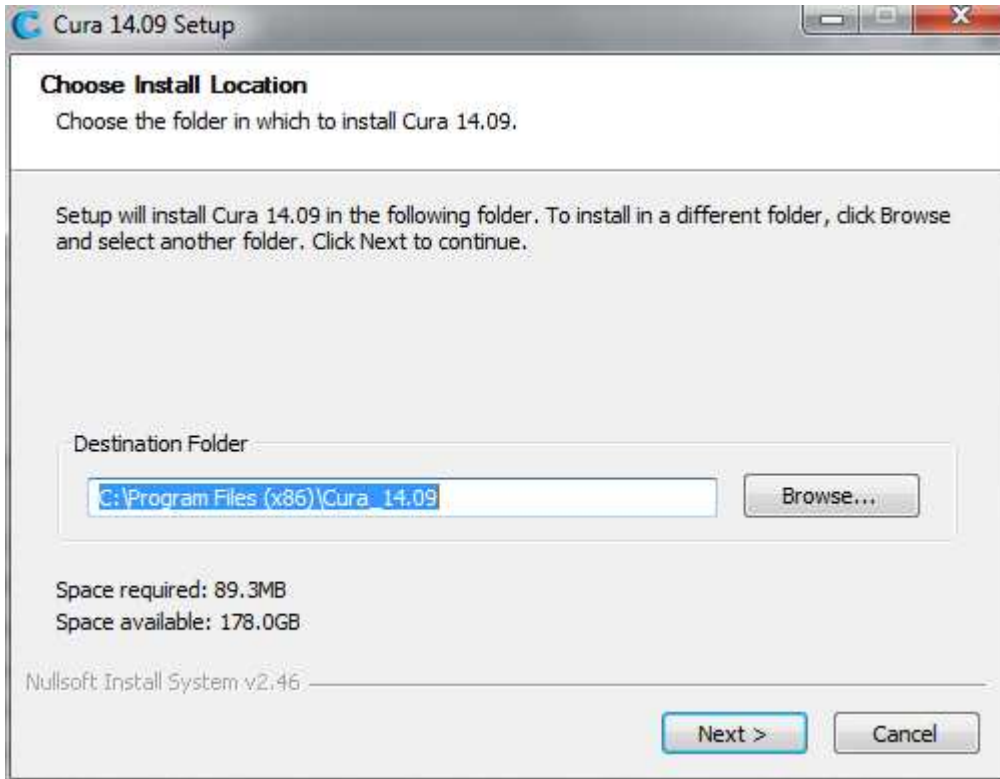 Cura 14.09 Setup
Choose Install Location
Choose the folder in which to install Cura 14.09.
Setup will install Cura 14.09 in the following folder. To install in a different folder, click Browse
and select another folder. Click Next to continue.
Destination Folder
C:\Program Files (x86)\Cura_14.09
Browse...
Space required: 89.3MB
Space available: 178.0GB
Nullsoft Install System v2.46
Next >
Cancel